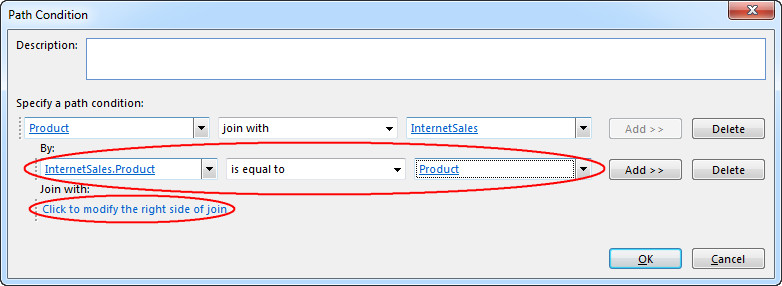 Path Condition
Description:
Specify a path condition:
Product join with InternetSales Add >> Delete
By:
InternetSales.Product is equal to Product Add >> Delete
Join with:
Click to modify the right side of join
OK Cancel